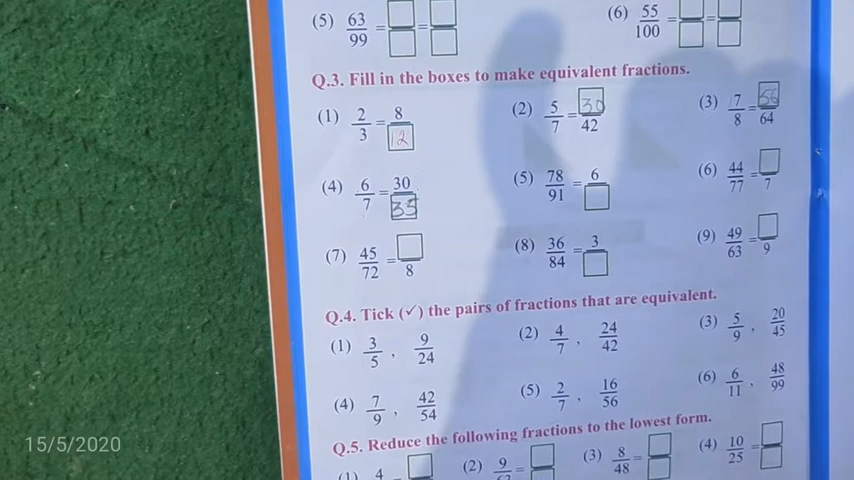 (5) 63/99 = □/□ = □/□ (6) 55/100 = □/□ = □/□
Q.3. Fill in the boxes to make equivalent fractions.
(1) 2/3 = 8/12 (2) 5/7 = 30/42 (3) 7/8 = 56/64
(4) 6/7 = 30/35 (5) 78/91 = 6/□ (6) 44/77 = □/7
(7) 45/72 = □/8 (8) 36/84 = 3/□ (9) 49/63 = □/9
Q.4. Tick (✓) the pairs of fractions that are equivalent.
(1) 3/5 , 9/24 (2) 4/7 , 24/42 (3) 5/9 , 20/45
(4) 7/9 , 42/54 (5) 2/7 , 16/56 (6) 6/11 , 48/99
Q.5. Reduce the following fractions to the lowest form.
(1) 4 (2) 9 = □/□ (3) 8/48 = □/□ (4) 10/25 = □/□
15/5/2020